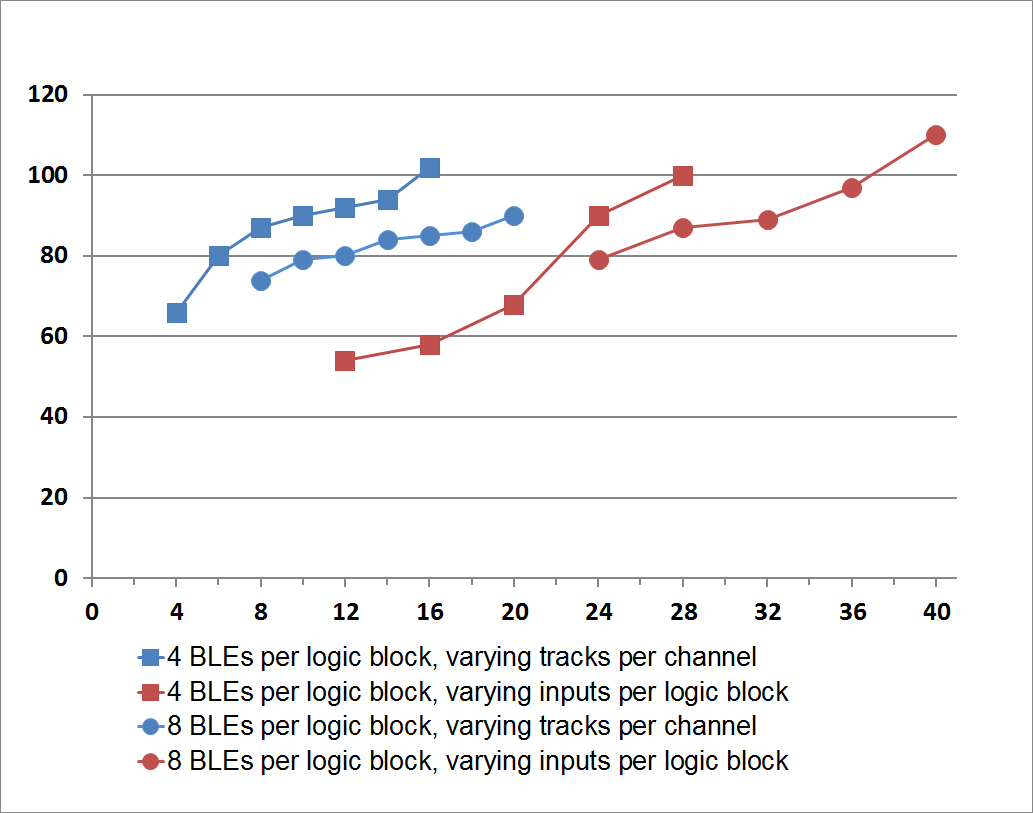 120
100
80
60
40
20
0
0 4 8 12 16 20 24 28 32 36 40
4 BLEs per logic block, varying tracks per channel
4 BLEs per logic block, varying inputs per logic block
8 BLEs per logic block, varying tracks per channel
8 BLEs per logic block, varying inputs per logic block